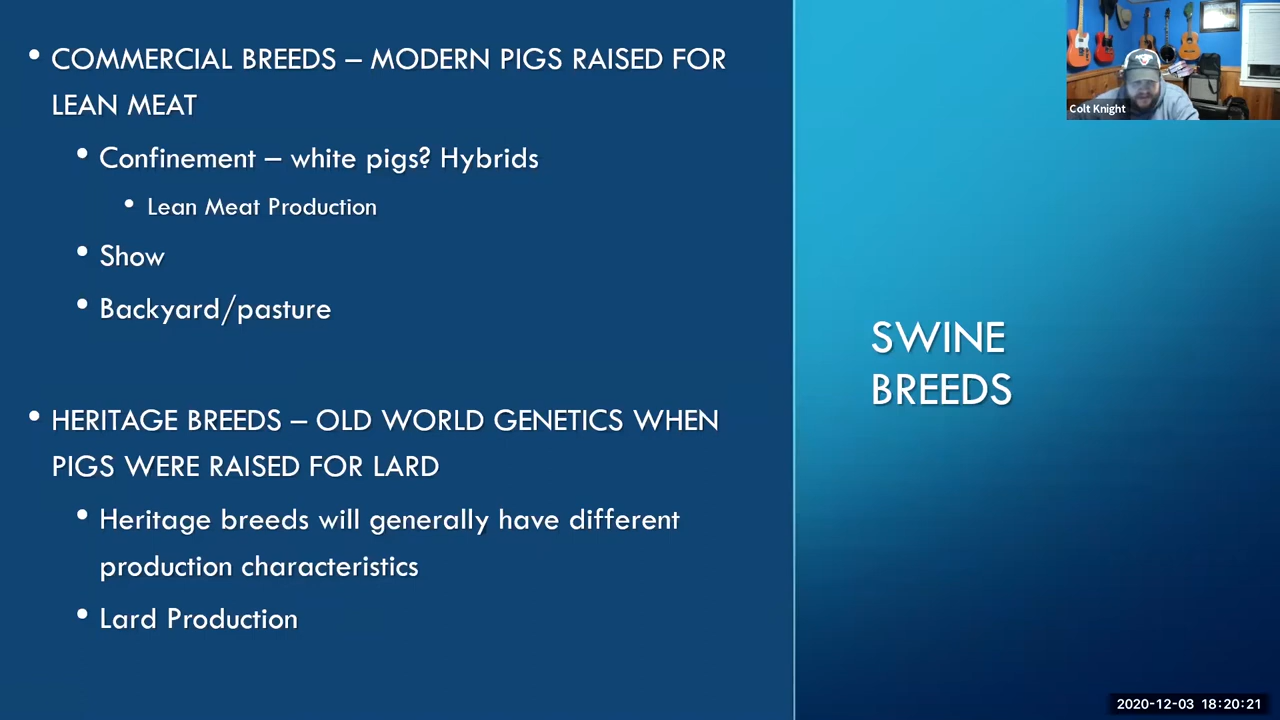 • COMMERCIAL BREEDS – MODERN PIGS RAISED FOR
LEAN MEAT
• Confinement – white pigs? Hybrids
• Lean Meat Production
• Show
• Backyard/pasture
• HERITAGE BREEDS – OLD WORLD GENETICS WHEN
PIGS WERE RAISED FOR LARD
• Heritage breeds will generally have different
production characteristics
• Lard Production
SWINE
BREEDS
Colt Knight
2020-12-03 18:20:21